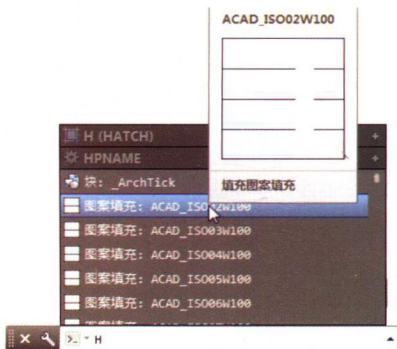 ACAD_ISO02W100
填充图案填充
H (HATCH)
HPNAME
块: _ArchTick
图案填充: ACAD_ISO02W100
图案填充: ACAD_ISO03W100
图案填充: ACAD_ISO04W100
图案填充: ACAD_ISO05W100
图案填充: ACAD_ISO06W100
H